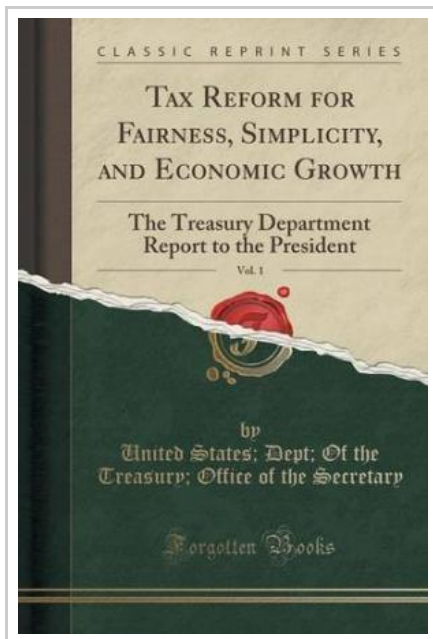 CLASSIC REPRINT SERIES
TAX REFORM FOR
FAIRNESS, SIMPLICITY,
AND ECONOMIC GROWTH
The Treasury Department
Report to the President
Vol. 1
by
United States; Dept; Of the
Treasury; Office of the Secretary
Forgotten Books